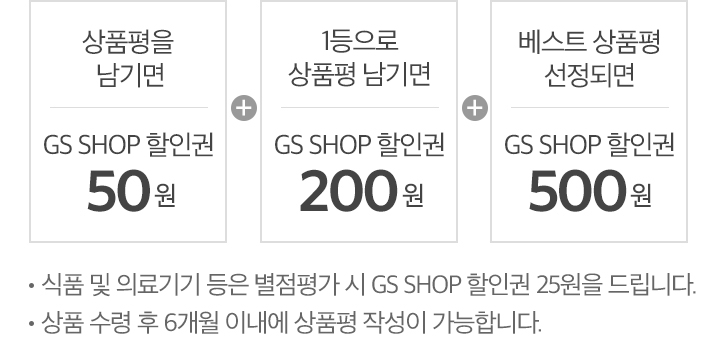 상품평을
남기면
GS SHOP 할인권
50원
+
1등으로
상품평 남기면
GS SHOP 할인권
200원
+
베스트 상품평
선정되면
GS SHOP 할인권
500원
• 식품 및 의료기기 등은 별점평가 시 GS SHOP 할인권 25원을 드립니다.
• 상품 수령 후 6개월 이내에 상품평 작성이 가능합니다.